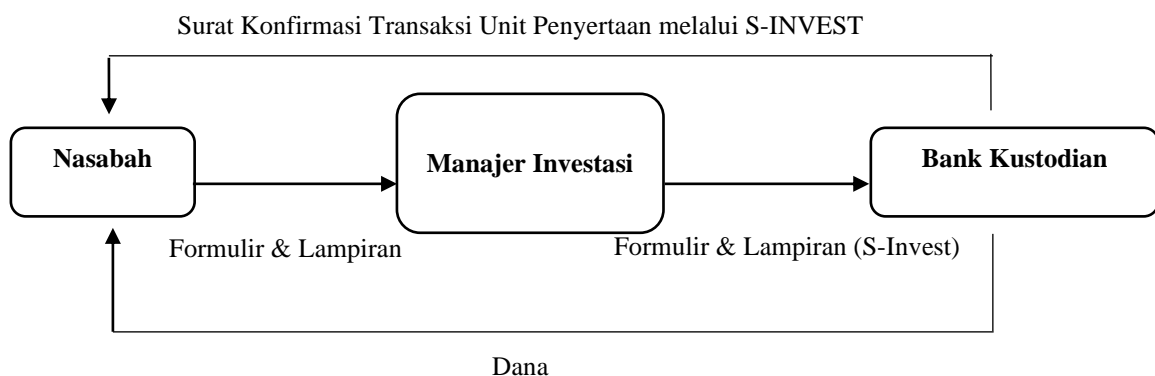 Surat Konfirmasi Transaksi Unit Penyertaan melalui S-INVEST
Nasabah
Manajer Investasi
Bank Kustodian
Formulir & Lampiran
Formulir & Lampiran (S-Invest)
Dana